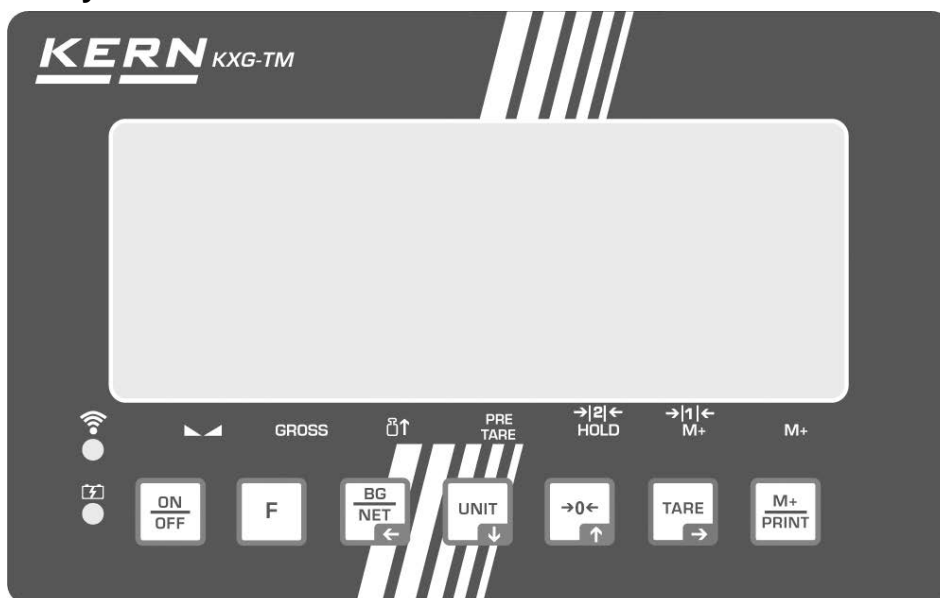 KERN KXG-TM
GROSS
PRE
TARE
→|2|←
HOLD
→|1|←
M+
M+
ON
OFF
F
BG
NET
←
UNIT
↓
→0←
↑
TARE
→
M+
PRINT